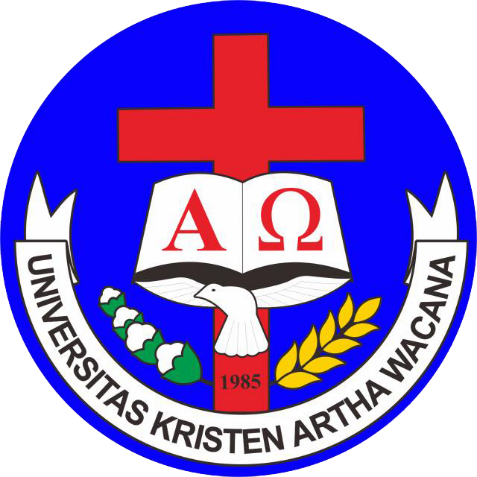 Α Ω
1985
UNIVERSITAS KRISTEN ARTHA WACANA